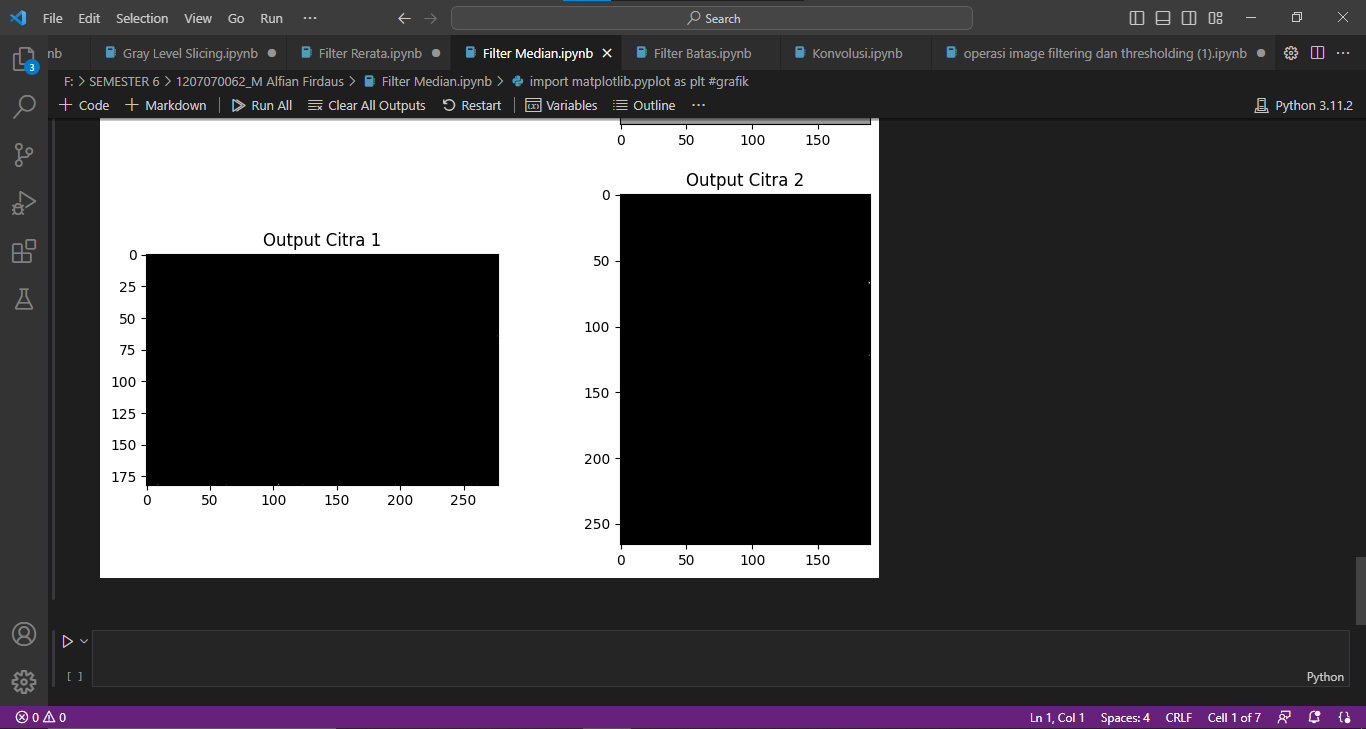 File Edit Selection View Go Run ··· Search
nb Gray Level Slicing.ipynb Filter Rerata.ipynb Filter Median.ipynb Filter Batas.ipynb Konvolusi.ipynb operasi image filtering dan thresholding (1).ipynb ···
3
F: > SEMESTER 6 > 1207070062_M Alfian Firdaus > Filter Median.ipynb > import matplotlib.pyplot as plt #grafik
+ Code + Markdown | Run All Clear All Outputs Restart | Variables Outline ··· Python 3.11.2
0 50 100 150
Output Citra 2
0
50
100
150
200
250
0 50 100 150
Output Citra 1
0
25
50
75
100
125
150
175
0 50 100 150 200 250
[ ]
Python
0 0 Ln 1, Col 1 Spaces: 4 CRLF Cell 1 of 7